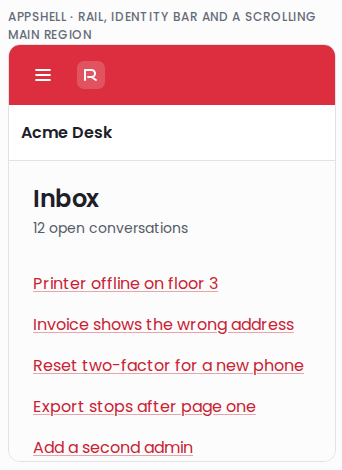 APPSHELL · RAIL, IDENTITY BAR AND A SCROLLING
MAIN REGION
R
Acme Desk
Inbox
12 open conversations
Printer offline on floor 3
Invoice shows the wrong address
Reset two-factor for a new phone
Export stops after page one
Add a second admin